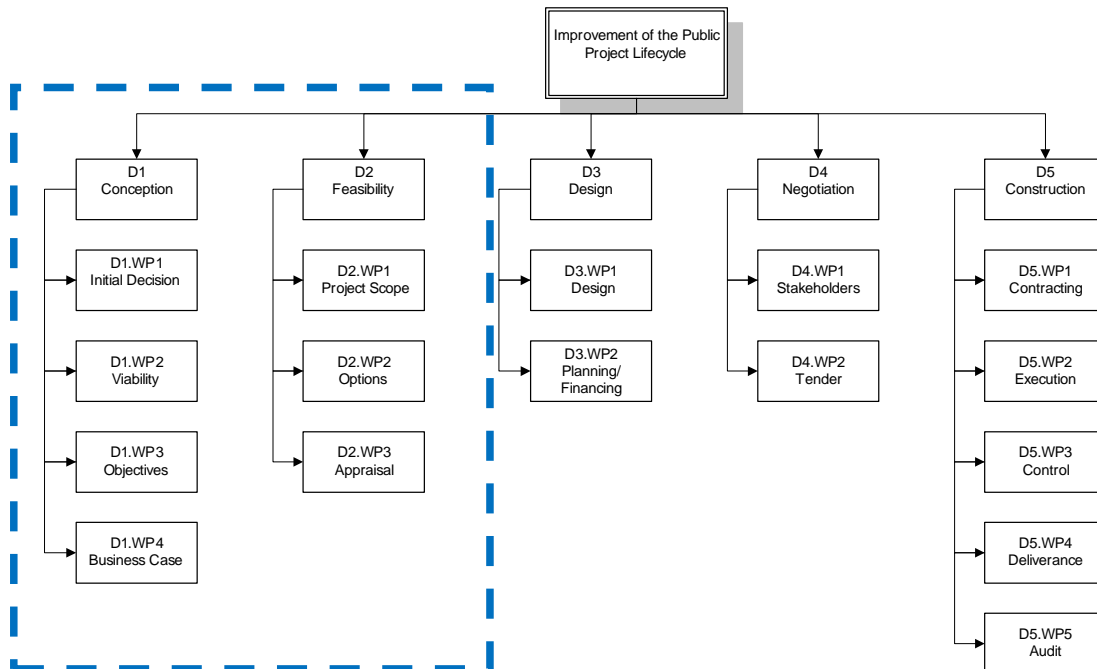 Improvement of the Public
Project Lifecycle
D1
Conception
D2
Feasibility
D3
Design
D4
Negotiation
D5
Construction
D1.WP1
Initial Decision
D2.WP1
Project Scope
D3.WP1
Design
D4.WP1
Stakeholders
D5.WP1
Contracting
D1.WP2
Viability
D2.WP2
Options
D3.WP2
Planning/
Financing
D4.WP2
Tender
D5.WP2
Execution
D1.WP3
Objectives
D2.WP3
Appraisal
D5.WP3
Control
D1.WP4
Business Case
D5.WP4
Deliverance
D5.WP5
Audit